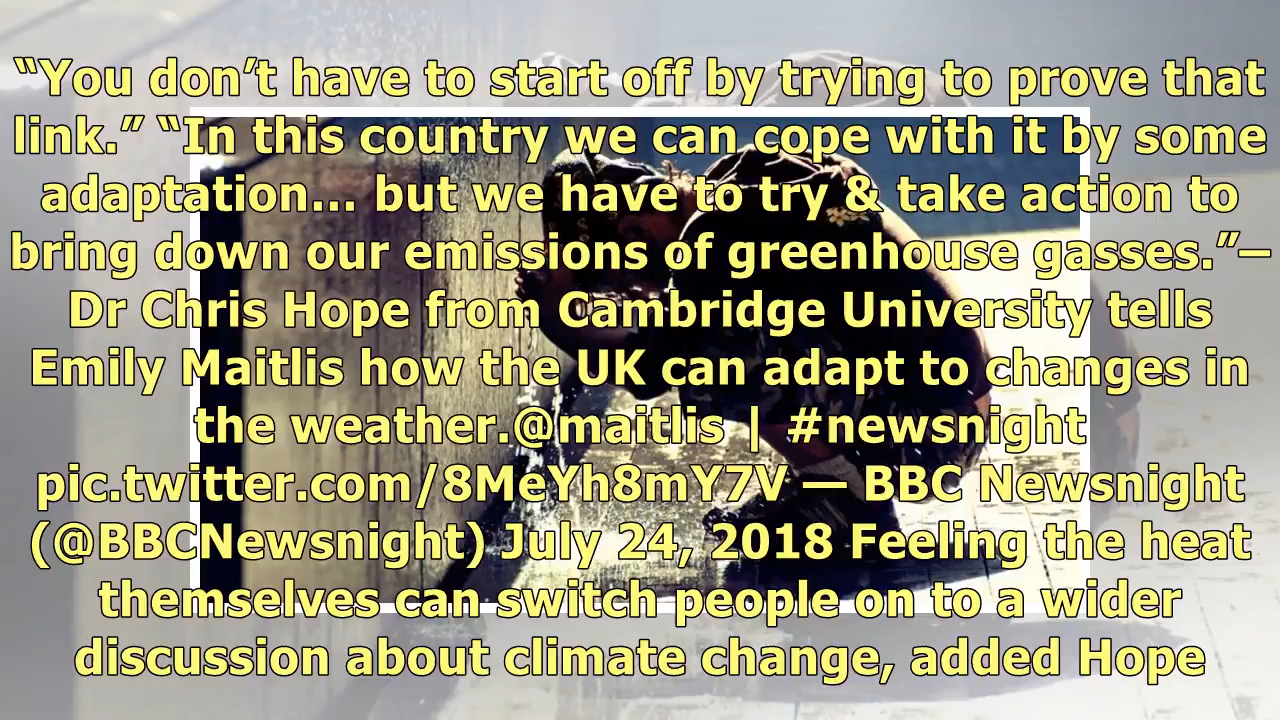 “You don’t have to start off by trying to prove that
link.” “In this country we can cope with it by some
adaptation... but we have to try & take action to
bring down our emissions of greenhouse gasses.”–
Dr Chris Hope from Cambridge University tells
Emily Maitlis how the UK can adapt to changes in
the weather.@maitlis | #newsnight
pic.twitter.com/8MeYh8mY7V — BBC Newsnight
(@BBCNewsnight) July 24, 2018 Feeling the heat
themselves can switch people on to a wider
discussion about climate change, added Hope